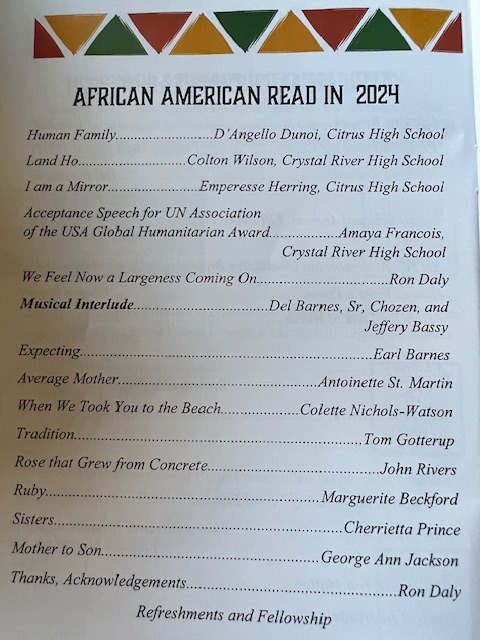 AFRICAN AMERICAN READ IN 2024
Human Family..........................D'Angello Dunoi, Citrus High School
Land Ho.............................Colton Wilson, Crystal River High School
I am a Mirror........................Emperesse Herring, Citrus High School
Acceptance Speech for UN Association
of the USA Global Humanitarian Award.................Amaya Francois,
Crystal River High School
We Feel Now a Largeness Coming On................................Ron Daly
Musical Interlude...................................Del Barnes, Sr, Chozen, and
Jeffery Bassy
Expecting..............................................................................Earl Barnes
Average Mother......................................................Antoinette St. Martin
When We Took You to the Beach.....................Colette Nichols-Watson
Tradition............................................................................Tom Gotterup
Rose that Grew from Concrete.............................................John Rivers
Ruby.......................................................................Marguerite Beckford
Sisters..............................................................................Cherrietta Prince
Mother to Son...........................................................George Ann Jackson
Thanks, Acknowledgements......................................................Ron Daly
Refreshments and Fellowship